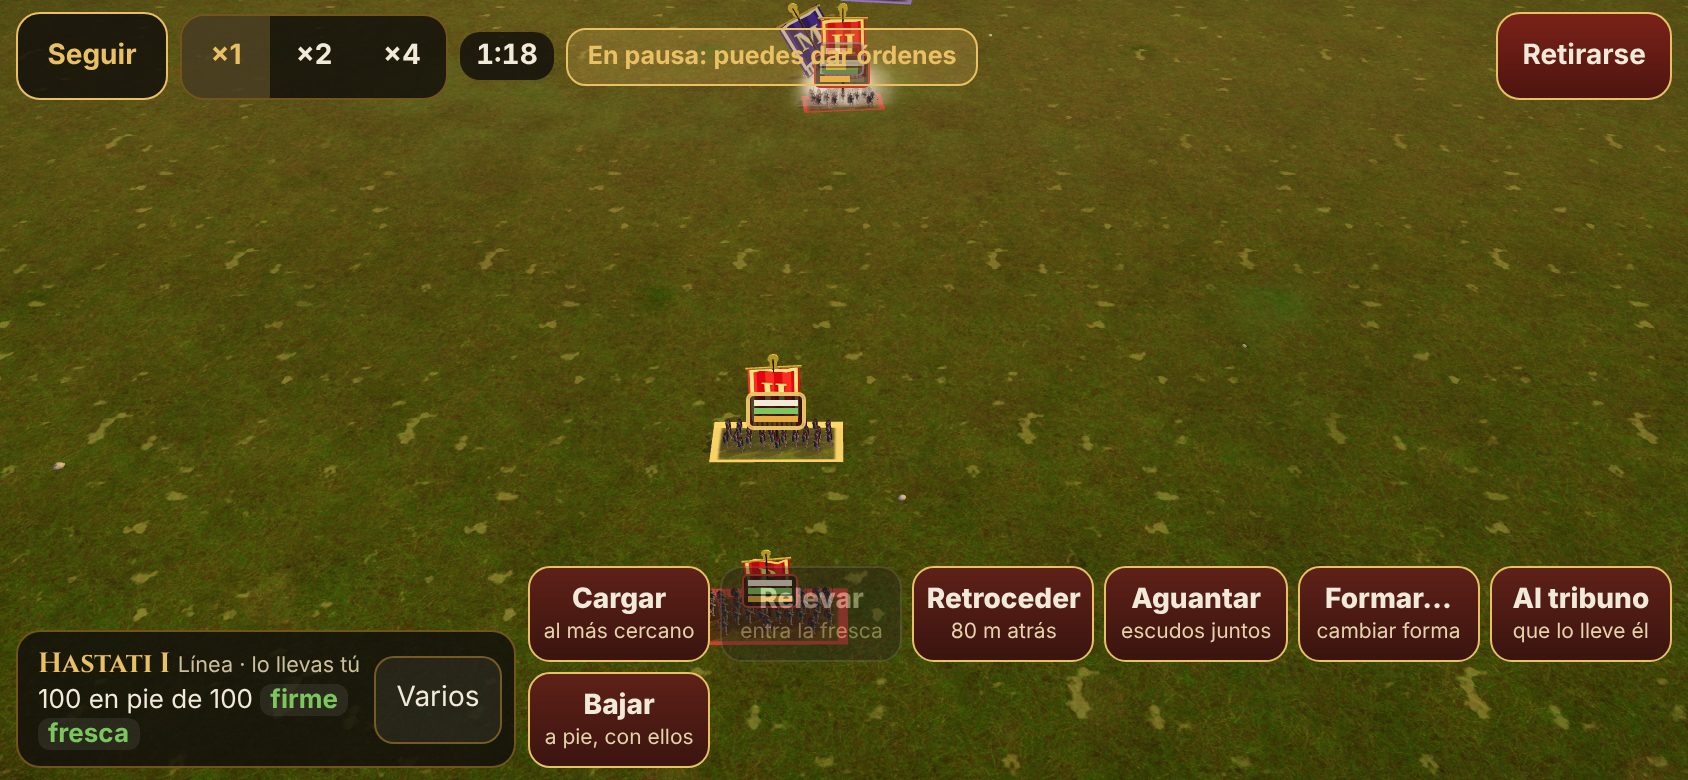 Seguir
×1
×2
×4
1:18
En pausa: puedes dar órdenes
Retirarse
M
H
H
Cargar
al más cercano
Relevar
entra la fresca
Retroceder
80 m atrás
Aguantar
escudos juntos
Formar...
cambiar forma
Al tribuno
que lo lleve él
Hastati I Línea · lo llevas tú
100 en pie de 100 firme
fresca
Varios
Bajar
a pie, con ellos